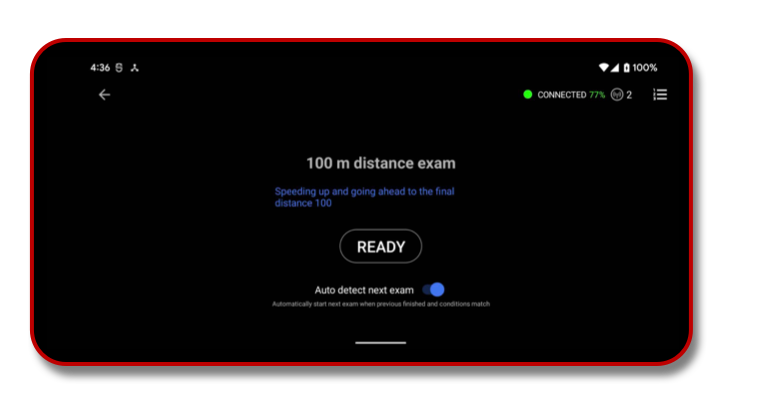 4:36 100%
CONNECTED 77% 2
100 m distance exam
Speeding up and going ahead to the final
distance 100
READY
Auto detect next exam
Automatically start next exam when previous finished and conditions match